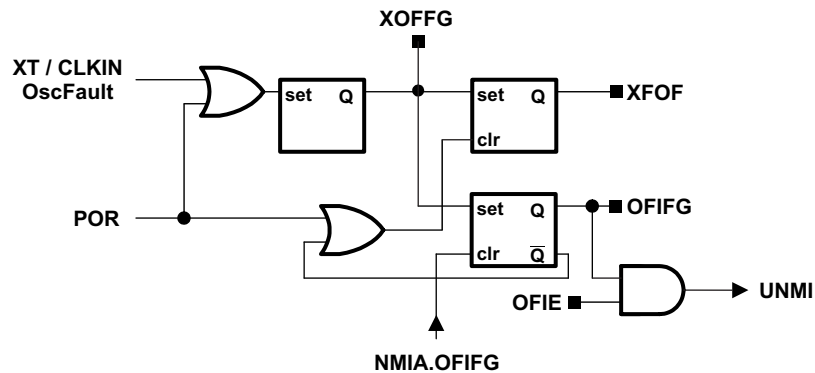 XOFFG
XT / CLKIN
OscFault
set Q
set Q
XFOF
clr
POR
set Q
OFIFG
clr Q
OFIE
UNMI
NMIA.OFIFG